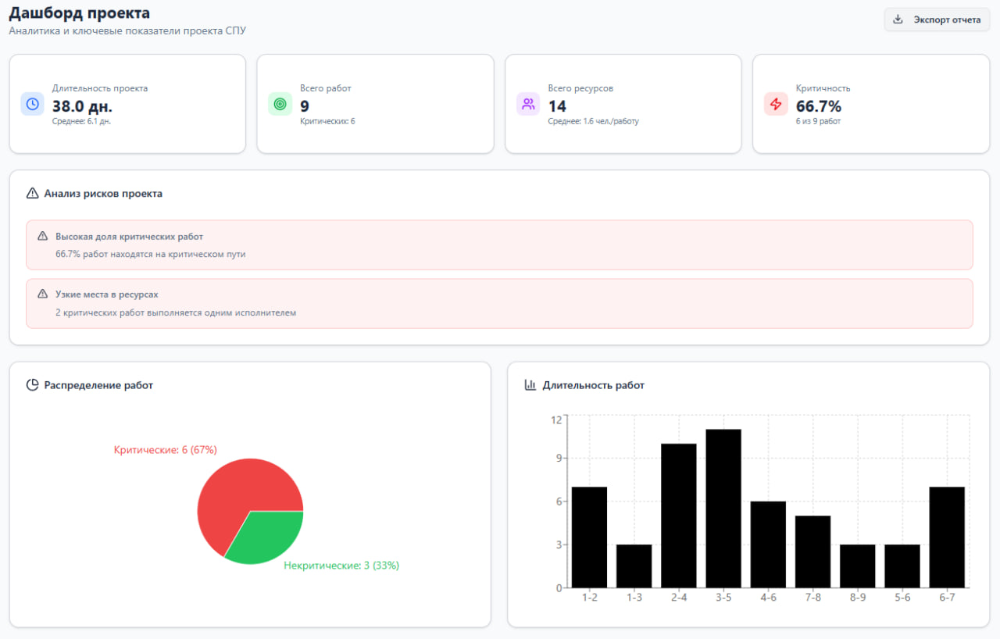 Дашборд проекта
Аналитика и ключевые показатели проекта СПУ
Экспорт отчета
Длительность проекта
38.0 дн.
Среднее: 6.1 дн.
Всего работ
9
Критических: 6
Всего ресурсов
14
Среднее: 1.6 чел./работу
Критичность
66.7%
6 из 9 работ
Анализ рисков проекта
Высокая доля критических работ
66.7% работ находятся на критическом пути
Узкие места в ресурсах
2 критических работ выполняется одним исполнителем
Распределение работ
Критические: 6 (67%)
Некритические: 3 (33%)
Длительность работ
12
9
6
3
0
1-2 1-3 2-4 3-5 4-6 7-8 8-9 5-6 6-7